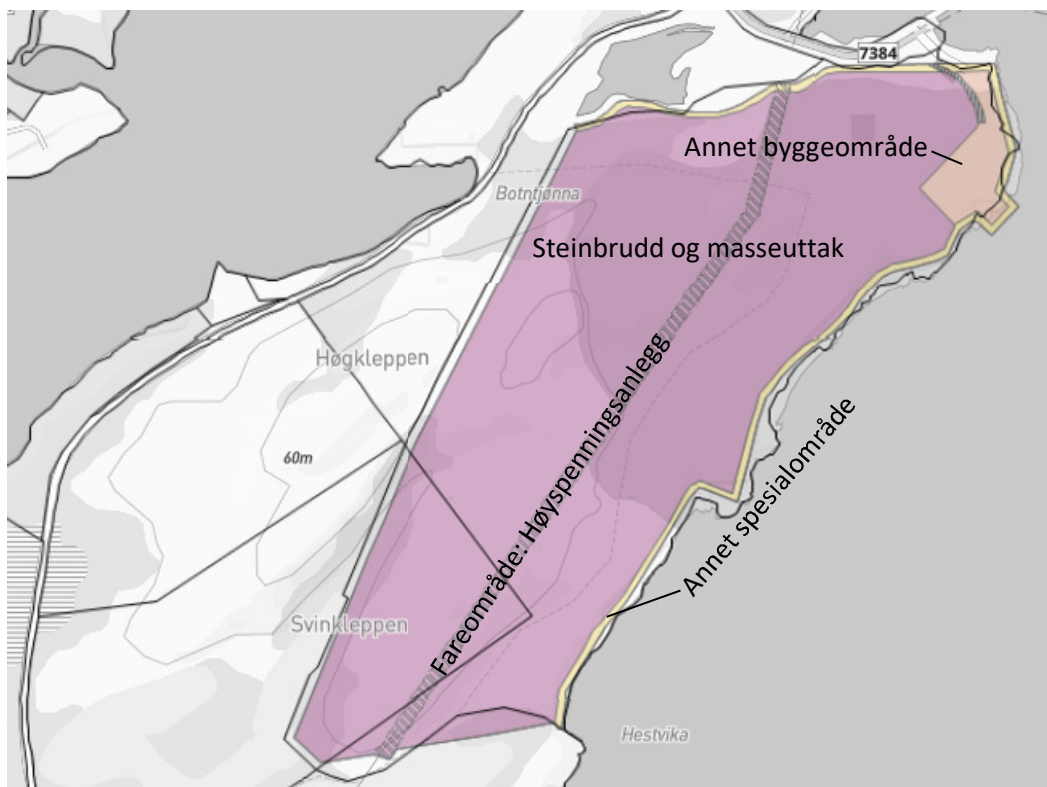 7384
Annet byggeområde
Botntjønna
Steinbrudd og masseuttak
Høgkleppen
60m
Fareområde: Høyspenningsanlegg
Annet spesialområde
Svinkleppen
Hestvika